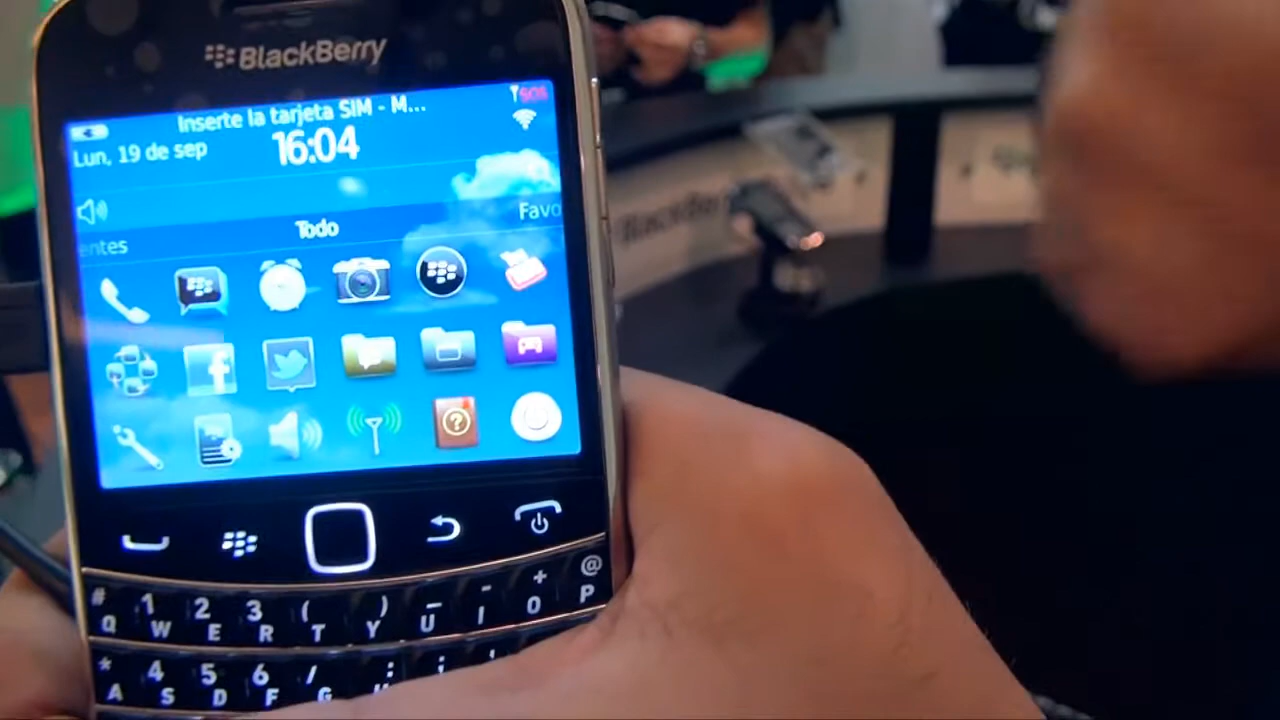 BlackBerry
Inserte la tarjeta SIM - M...
SOS
Lun, 19 de sep
16:04
entes
Todo
Favo
BlackBerry
# 1 2 3 ( ) _ - + @
Q W E R T Y U I O P
* 4 5 6 / : ; '
A S D F G